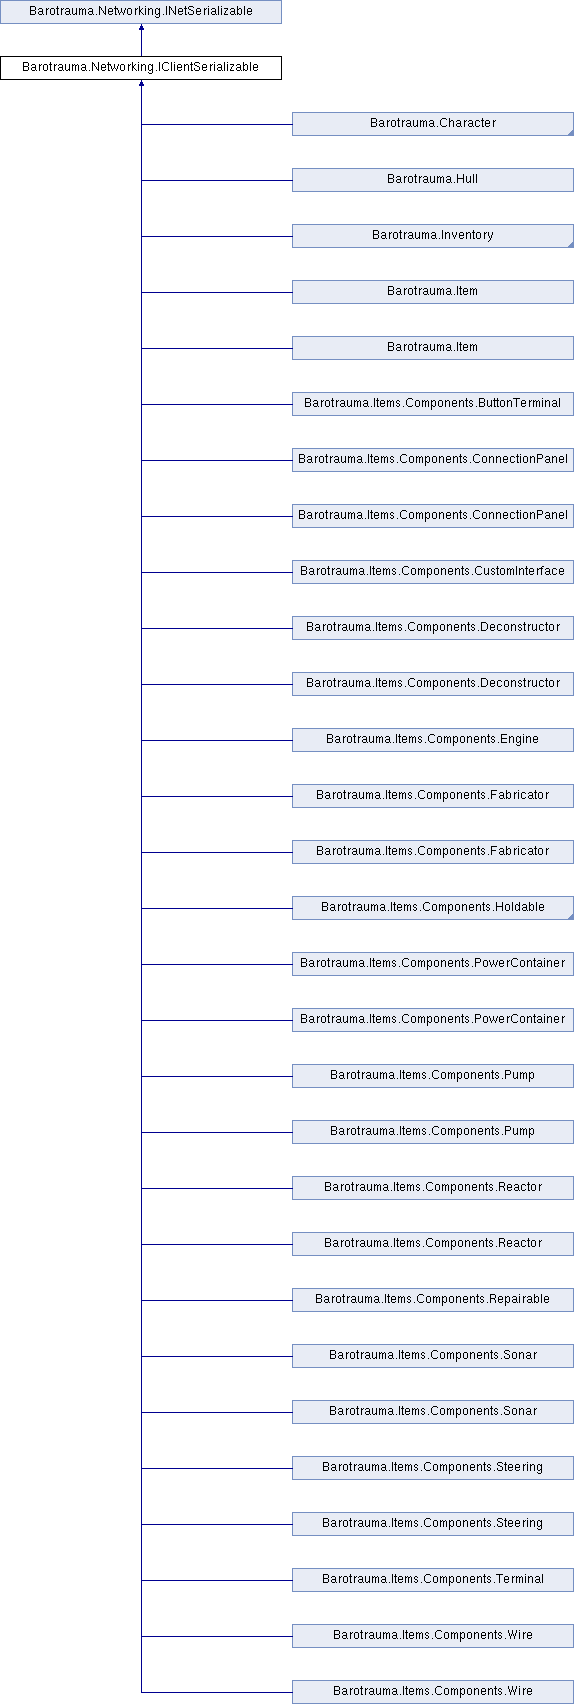 Barotrauma.Networking.INetSerializable
Barotrauma.Networking.IClientSerializable
Barotrauma.Character
Barotrauma.Hull
Barotrauma.Inventory
Barotrauma.Item
Barotrauma.Item
Barotrauma.Items.Components.ButtonTerminal
Barotrauma.Items.Components.ConnectionPanel
Barotrauma.Items.Components.ConnectionPanel
Barotrauma.Items.Components.CustomInterface
Barotrauma.Items.Components.Deconstructor
Barotrauma.Items.Components.Deconstructor
Barotrauma.Items.Components.Engine
Barotrauma.Items.Components.Fabricator
Barotrauma.Items.Components.Fabricator
Barotrauma.Items.Components.Holdable
Barotrauma.Items.Components.PowerContainer
Barotrauma.Items.Components.PowerContainer
Barotrauma.Items.Components.Pump
Barotrauma.Items.Components.Pump
Barotrauma.Items.Components.Reactor
Barotrauma.Items.Components.Reactor
Barotrauma.Items.Components.Repairable
Barotrauma.Items.Components.Sonar
Barotrauma.Items.Components.Sonar
Barotrauma.Items.Components.Steering
Barotrauma.Items.Components.Steering
Barotrauma.Items.Components.Terminal
Barotrauma.Items.Components.Wire
Barotrauma.Items.Components.Wire